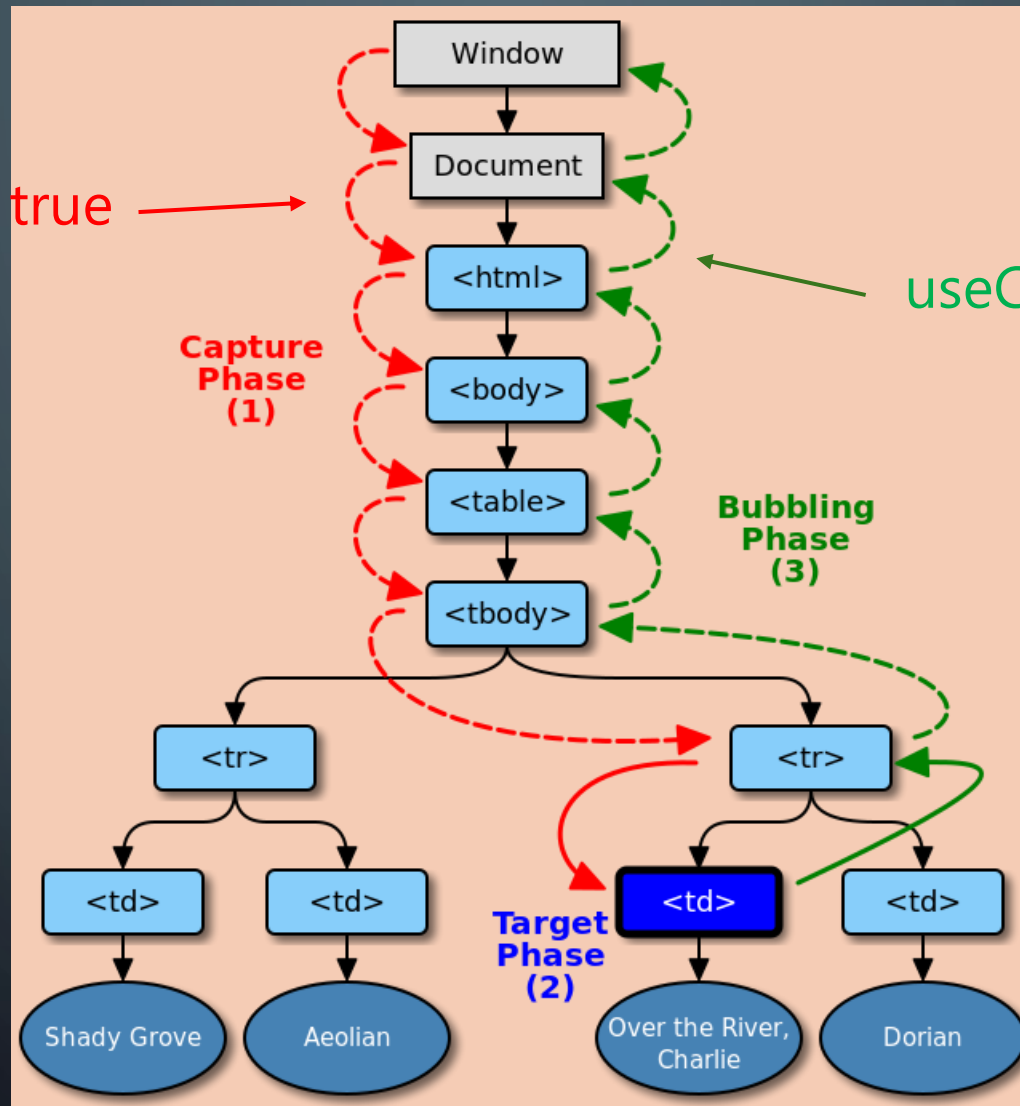 Window
Document
true
<html>
useC
Capture
Phase
(1)
<body>
<table>
Bubbling
Phase
(3)
<tbody>
<tr>
<tr>
<td>
<td>
<td>
<td>
Target
Phase
(2)
Shady Grove
Aeolian
Over the River,
Charlie
Dorian